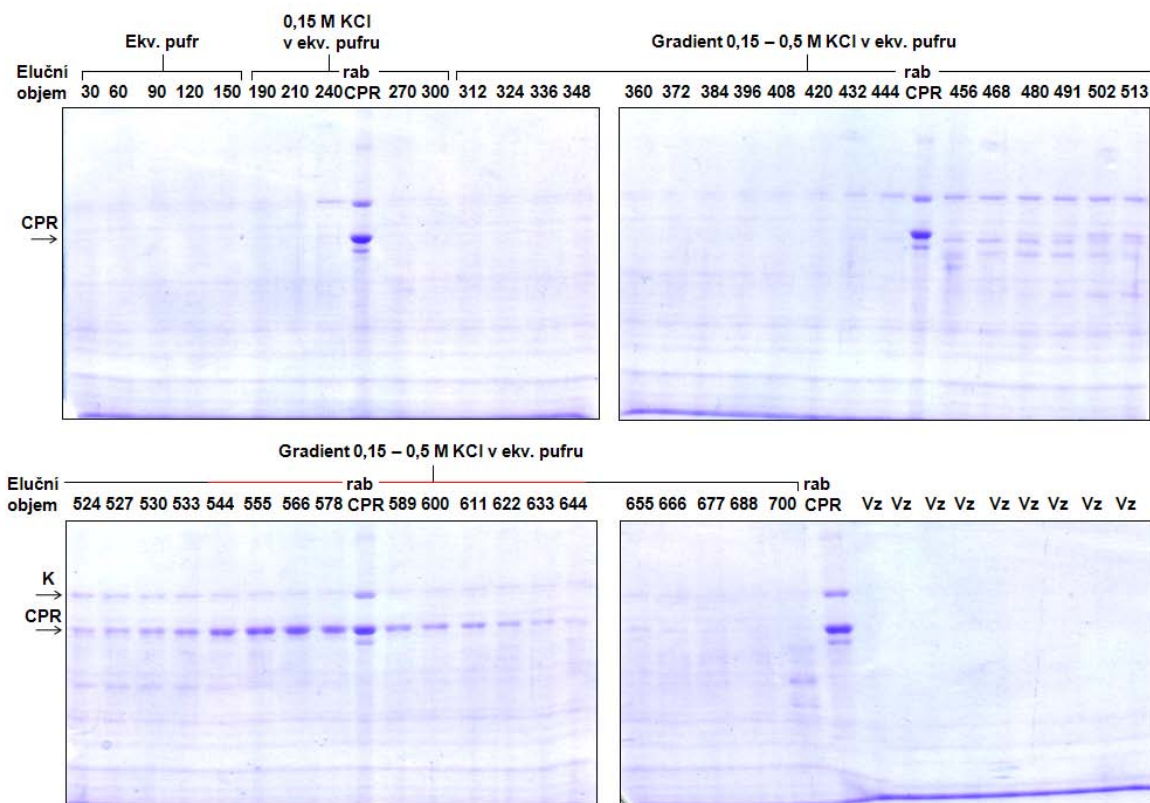 0,15 M KCl
Ekv. pufr v ekv. pufru Gradient 0,15 – 0,5 M KCl v ekv. pufru
Eluční rab rab
objem 30 60 90 120 150 190 210 240 CPR 270 300 312 324 336 348 360 372 384 396 408 420 432 444 CPR 456 468 480 491 502 513
CPR
Gradient 0,15 – 0,5 M KCl v ekv. pufru
Eluční rab rab
objem 524 527 530 533 544 555 566 578 CPR 589 600 611 622 633 644 655 666 677 688 700 CPR Vz Vz Vz Vz Vz Vz Vz Vz
K
CPR